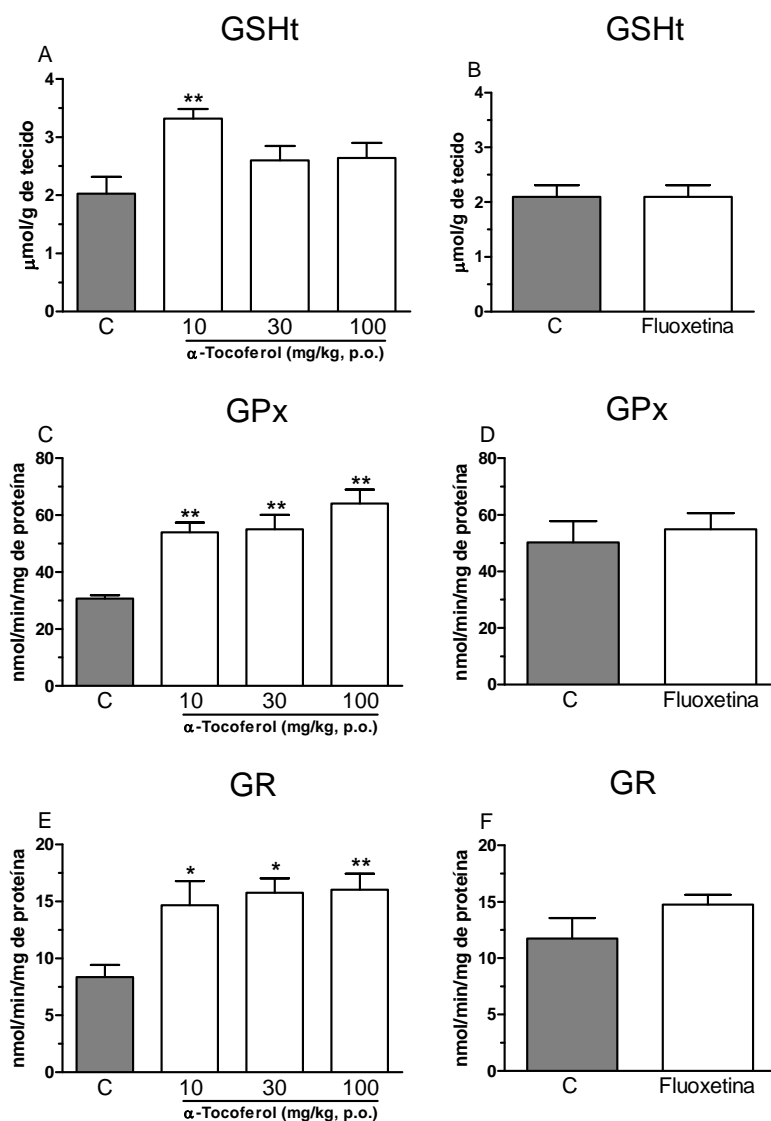 GSHt
A
**
μmol/g de tecido
4
3
2
1
0
C
10
30
100
α-Tocoferol (mg/kg, p.o.)
GSHt
B
μmol/g de tecido
4
3
2
1
0
C
Fluoxetina
GPx
C
**
**
**
nmol/min/mg de proteína
80
60
40
20
0
C
10
30
100
α-Tocoferol (mg/kg, p.o.)
GPx
D
nmol/min/mg de proteína
80
60
40
20
0
C
Fluoxetina
GR
E
*
*
**
nmol/min/mg de proteína
20
15
10
5
0
C
10
30
100
α-Tocoferol (mg/kg, p.o.)
GR
F
nmol/min/mg de proteína
20
15
10
5
0
C
Fluoxetina